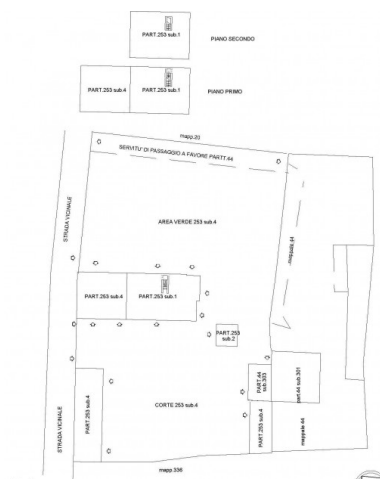 PART.253 sub.1
PIANO SECONDO
PART.253 sub.4
PART.253 sub.1
PIANO PRIMO
mapp.20
SERVITU' DI PASSAGGIO A FAVORE PARTT.44
STRADA VICINALE
AREA VERDE 253 sub.4
mappale.44
PART.253 sub.4
PART.253 sub.1
PART.253
sub.2
PART.44
sub.303
part.44 sub.301
PART.253 sub.4
CORTE 253 sub.4
PART.253 sub.4
mappale 44
STRADA VICINALE
mapp.336